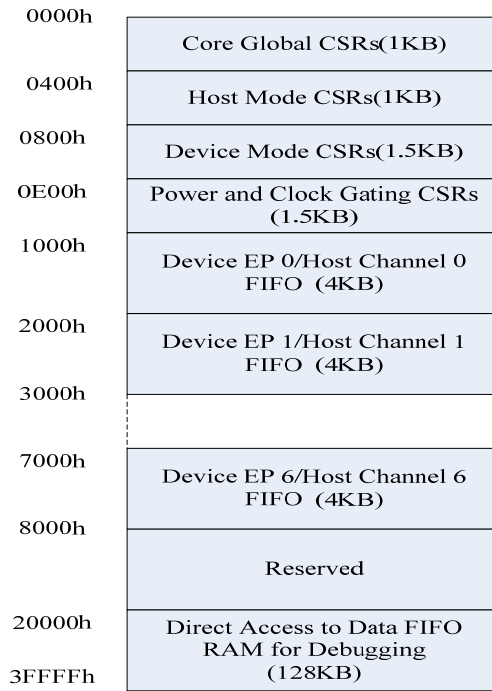 0000h
Core Global CSRs(1KB)
0400h
Host Mode CSRs(1KB)
0800h
Device Mode CSRs(1.5KB)
0E00h
Power and Clock Gating CSRs
(1.5KB)
1000h
Device EP 0/Host Channel 0
FIFO (4KB)
2000h
Device EP 1/Host Channel 1
FIFO (4KB)
3000h
7000h
Device EP 6/Host Channel 6
FIFO (4KB)
8000h
Reserved
20000h
Direct Access to Data FIFO
RAM for Debugging
(128KB)
3FFFFh